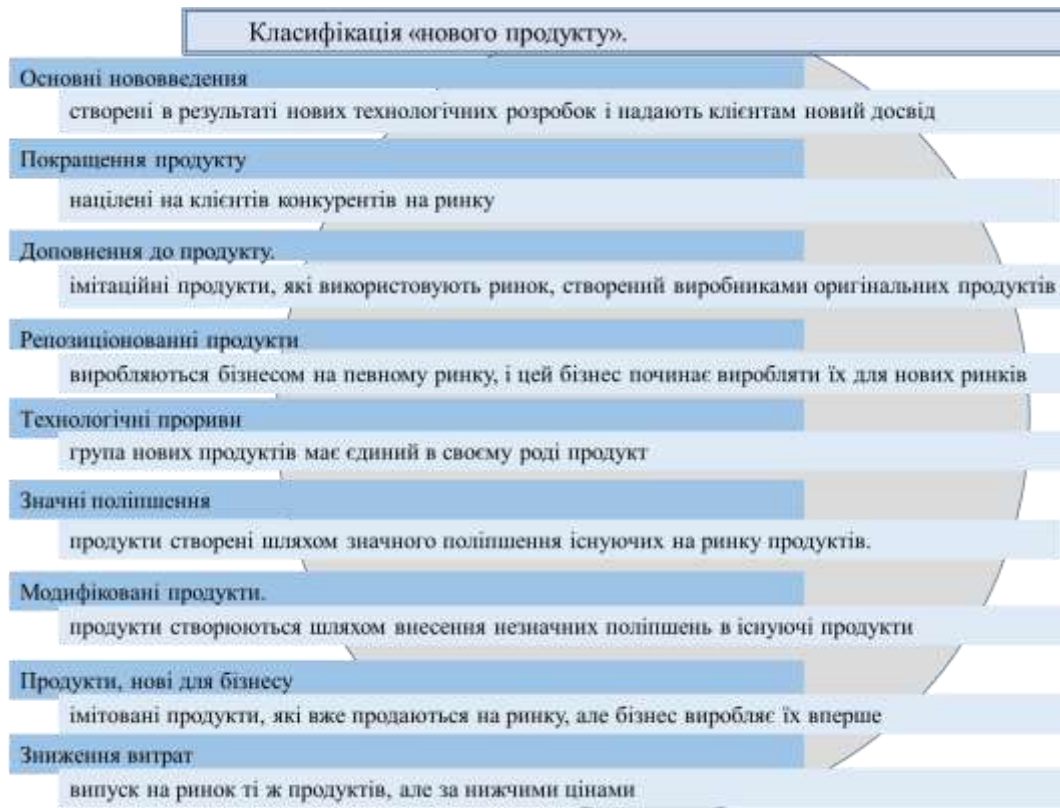 Класифікація «нового продукту».
Основні нововведення
створені в результаті нових технологічних розробок і надають клієнтам новий досвід
Покращення продукту
націлені на клієнтів конкурентів на ринку
Доповнення до продукту.
імітаційні продукти, які використовують ринок, створений виробниками оригінальних продуктів
Репозиціонованні продукти
виробляються бізнесом на певному ринку, і цей бізнес починає виробляти їх для нових ринків
Технологічні прориви
група нових продуктів має єдиний в своєму роді продукт
Значні поліпшення
продукти створені шляхом значного поліпшення існуючих на ринку продуктів.
Модифіковані продукти.
продукти створюються шляхом внесення незначних поліпшень в існуючі продукти
Продукти, нові для бізнесу
імітовані продукти, які вже продаються на ринку, але бізнес виробляє їх вперше
Зниження витрат
випуск на ринок ті ж продуктів, але за нижчими цінами